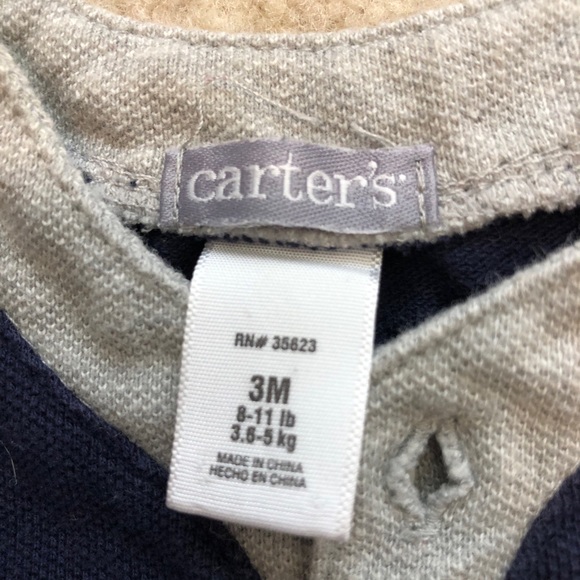 carter's
RN# 35623
3M
8-11 lb
3.6-5 kg
MADE IN CHINA
HECHO EN CHINA